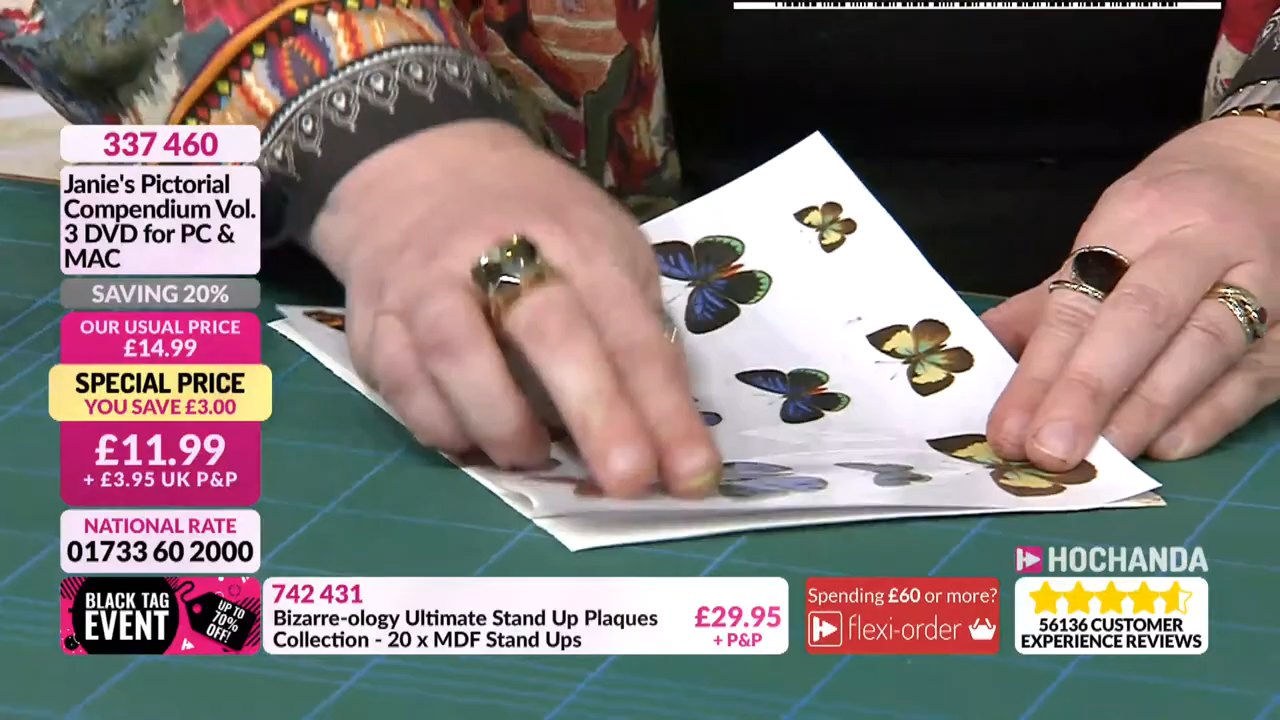 337 460
Janie's Pictorial
Compendium Vol.
3 DVD for PC &
MAC
SAVING 20%
OUR USUAL PRICE
£14.99
SPECIAL PRICE
YOU SAVE £3.00
£11.99
+ £3.95 UK P&P
NATIONAL RATE
01733 60 2000
BLACK TAG
EVENT
UP TO
70%
OFF!
742 431
Bizarre-ology Ultimate Stand Up Plaques
Collection - 20 x MDF Stand Ups
£29.95
+ P&P
Spending £60 or more?
flexi-order
HOCHANDA
56136 CUSTOMER
EXPERIENCE REVIEWS